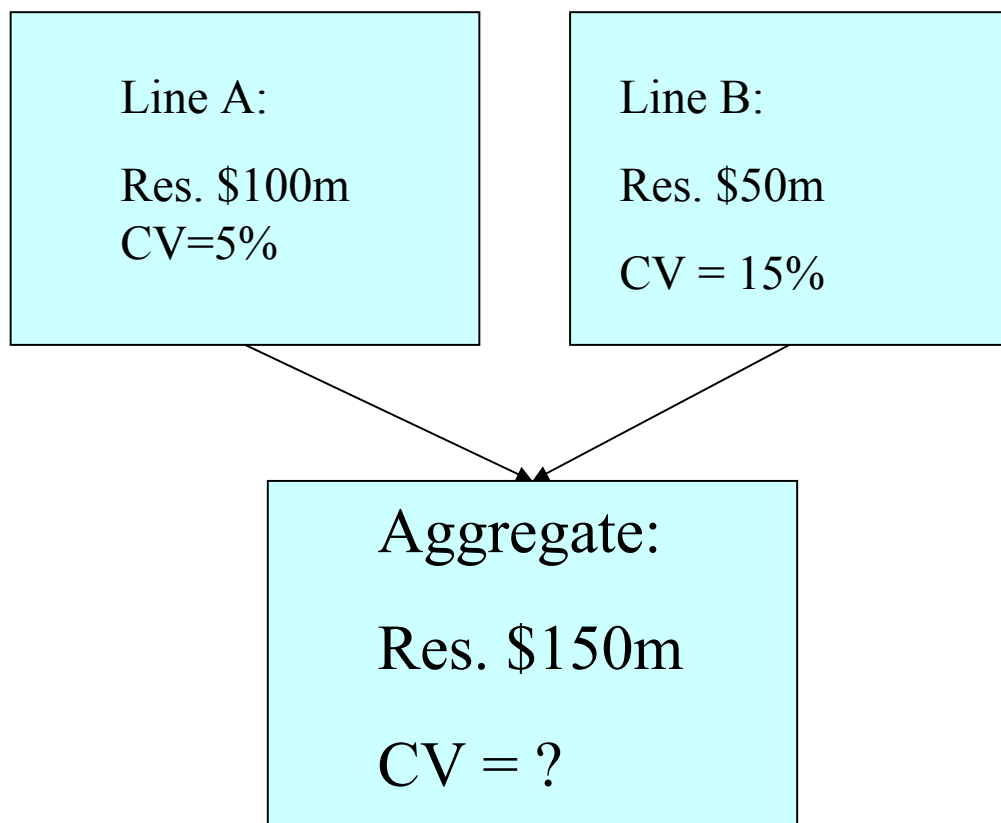 Line A:
Res. $100m
CV=5%
Line B:
Res. $50m
CV = 15%
Aggregate:
Res. $150m
CV = ?